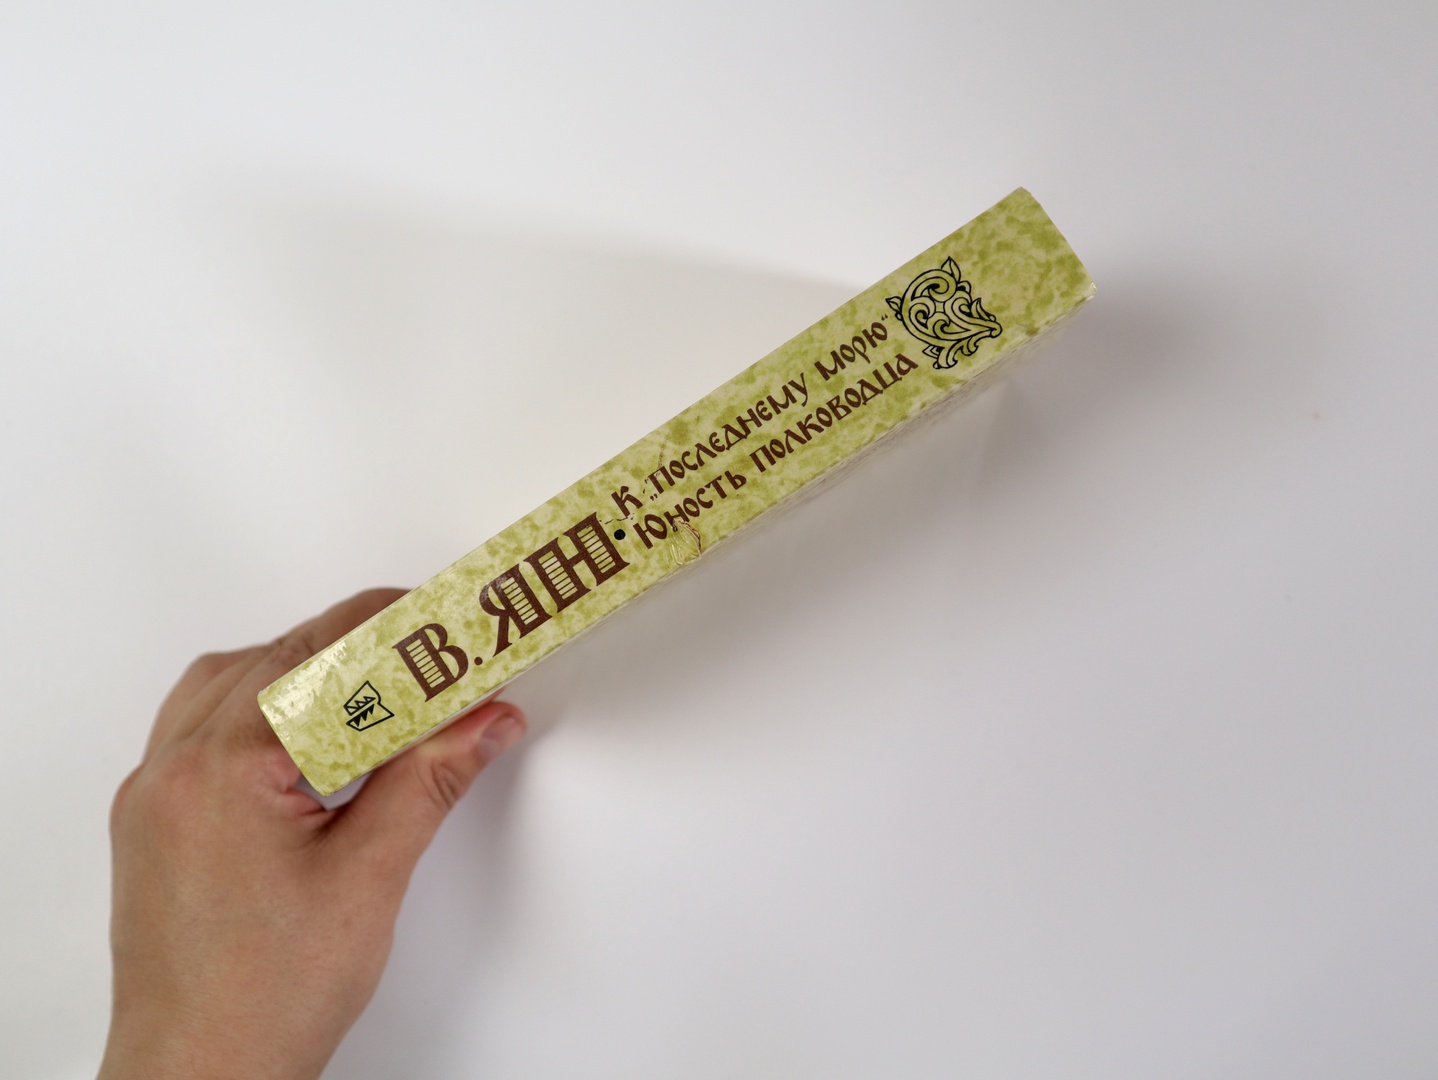 В. ЯН •
К „ПОСЛЕДНЕМУ МОРЮ“
ЮНОСТЬ ПОЛКОВОДЦА